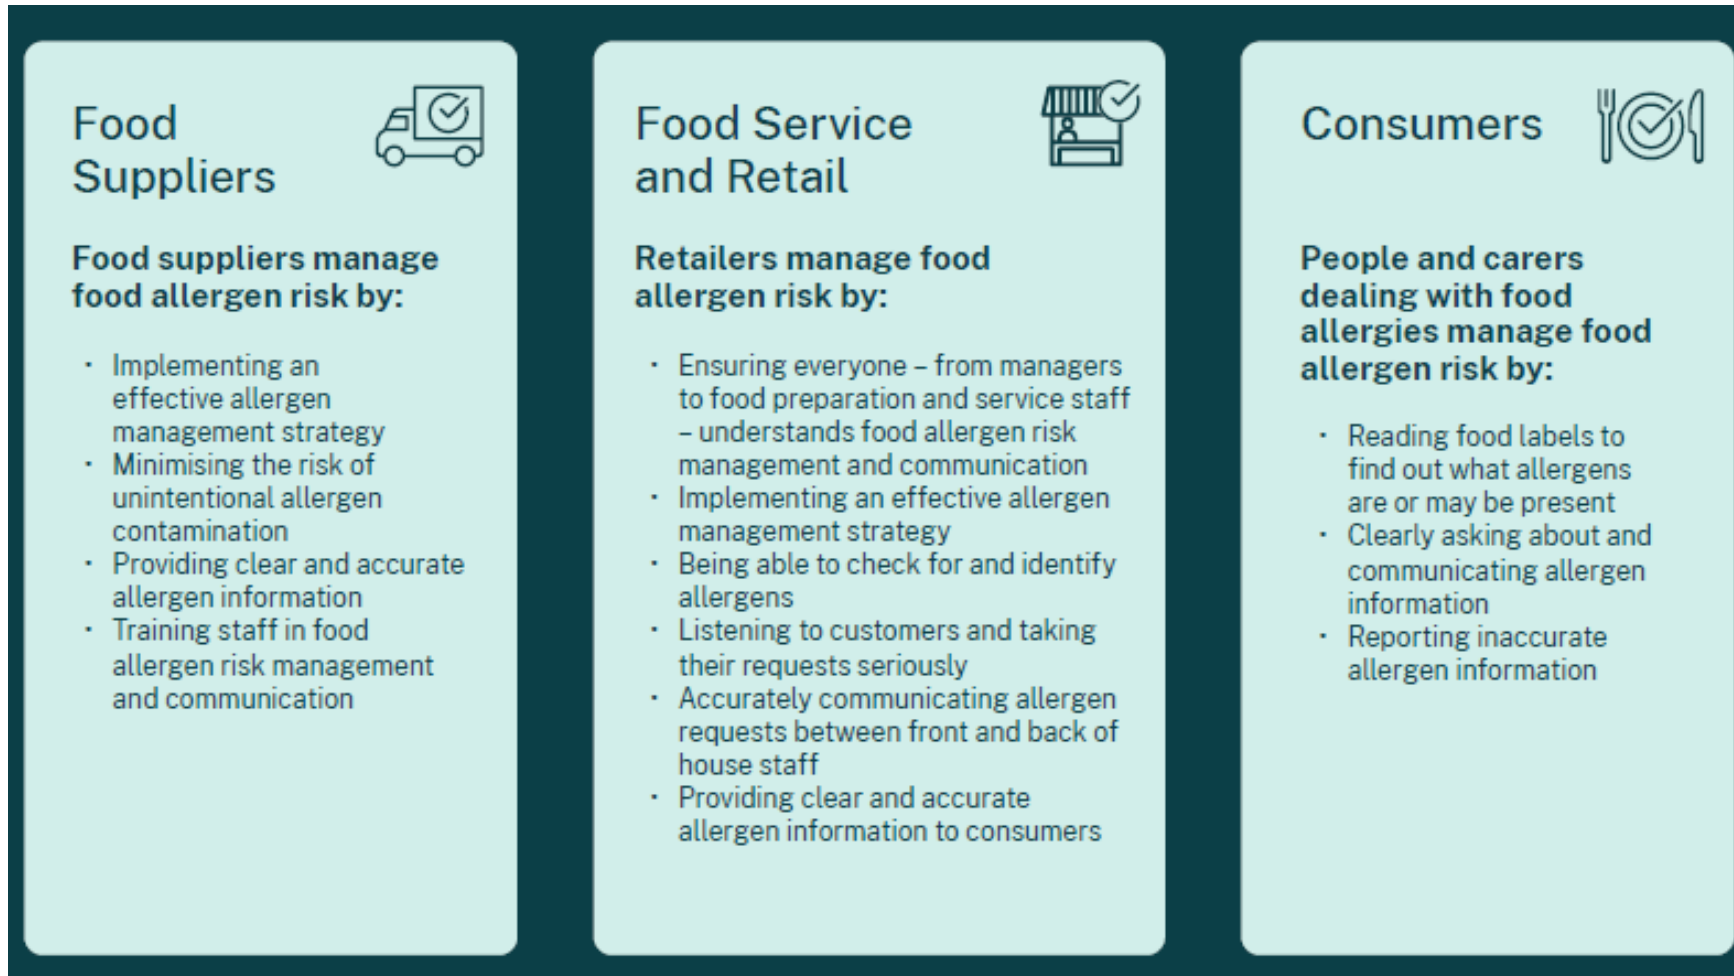 Food
Suppliers
Food suppliers manage
food allergen risk by:
· Implementing an
effective allergen
management strategy
· Minimising the risk of
unintentional allergen
contamination
· Providing clear and accurate
allergen information
· Training staff in food
allergen risk management
and communication
Food Service
and Retail
Retailers manage food
allergen risk by:
· Ensuring everyone – from managers
to food preparation and service staff
– understands food allergen risk
management and communication
· Implementing an effective allergen
management strategy
· Being able to check for and identify
allergens
· Listening to customers and taking
their requests seriously
· Accurately communicating allergen
requests between front and back of
house staff
· Providing clear and accurate
allergen information to consumers
Consumers
People and carers
dealing with food
allergies manage food
allergen risk by:
· Reading food labels to
find out what allergens
are or may be present
· Clearly asking about and
communicating allergen
information
· Reporting inaccurate
allergen information